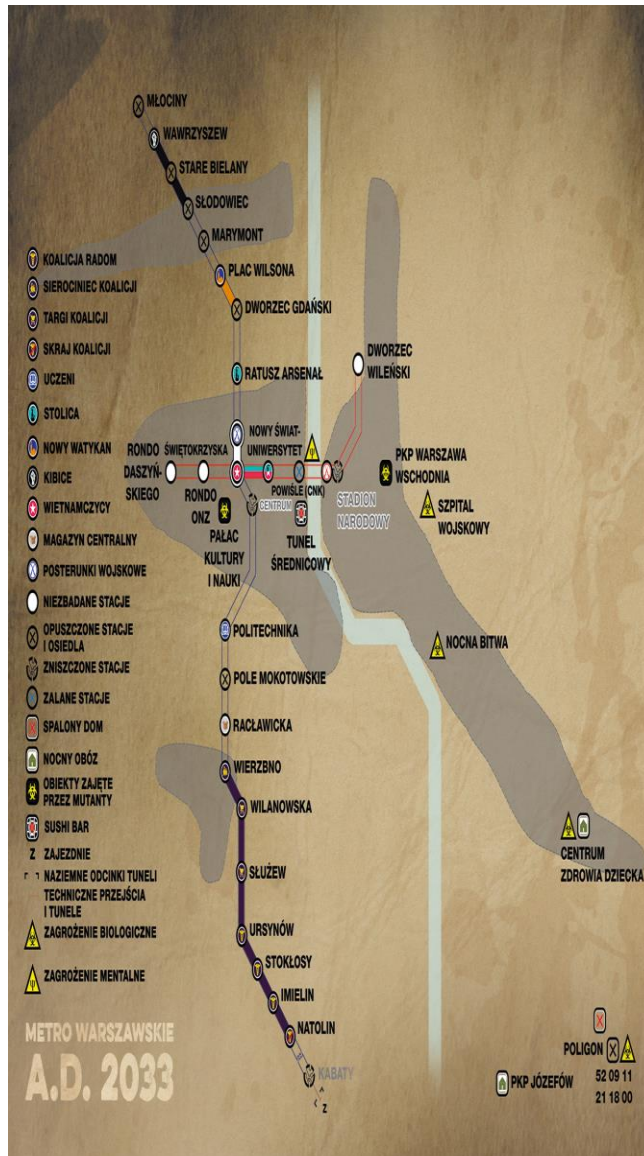 MŁOCINY
WAWRZYSZEW
STARE BIELANY
SŁODOWIEC
MARYMONT
PLAC WILSONA
DWORZEC GDAŃSKI
RATUSZ ARSENAŁ
DWORZEC
WILEŃSKI
NOWY ŚWIAT-
UNIWERSYTET
ŚWIĘTOKRZYSKA
RONDO
DASZYŃ-
SKIEGO
RONDO
ONZ
CENTRUM
POWIŚLE (CNK)
STADION
NARODOWY
PKP WARSZAWA
WSCHODNIA
SZPITAL
WOJSKOWY
PAŁAC
KULTURY
I NAUKI
TUNEL
ŚREDNICOWY
POLITECHNIKA
NOCNA BITWA
POLE MOKOTOWSKIE
RACŁAWICKA
WIERZBNO
WILANOWSKA
SŁUŻEW
URSYNÓW
STOKŁOSY
IMIELIN
NATOLIN
KABATY
Z
CENTRUM
ZDROWIA DZIECKA
POLIGON
52 09 11
21 18 00
PKP JÓZEFÓW
KOALICJA RADOM
SIEROCINIEC KOALICJI
TARGI KOALICJI
SKRAJ KOALICJI
UCZENI
STOLICA
NOWY WATYKAN
KIBICE
WIETNAMCZYCY
MAGAZYN CENTRALNY
POSTERUNKI WOJSKOWE
NIEZBADANE STACJE
OPUSZCZONE STACJE
I OSIEDLA
ZNISZCZONE STACJE
ZALANE STACJE
SPALONY DOM
NOCNY OBÓZ
OBIEKTY ZAJĘTE
PRZEZ MUTANTY
SUSHI BAR
Z ZAJEZDNIE
NAZIEMNE ODCINKI TUNELI
TECHNICZNE PRZEJŚCIA
I TUNELE
ZAGROŻENIE BIOLOGICZNE
ZAGROŻENIE MENTALNE
METRO WARSZAWSKIE
A.D. 2033